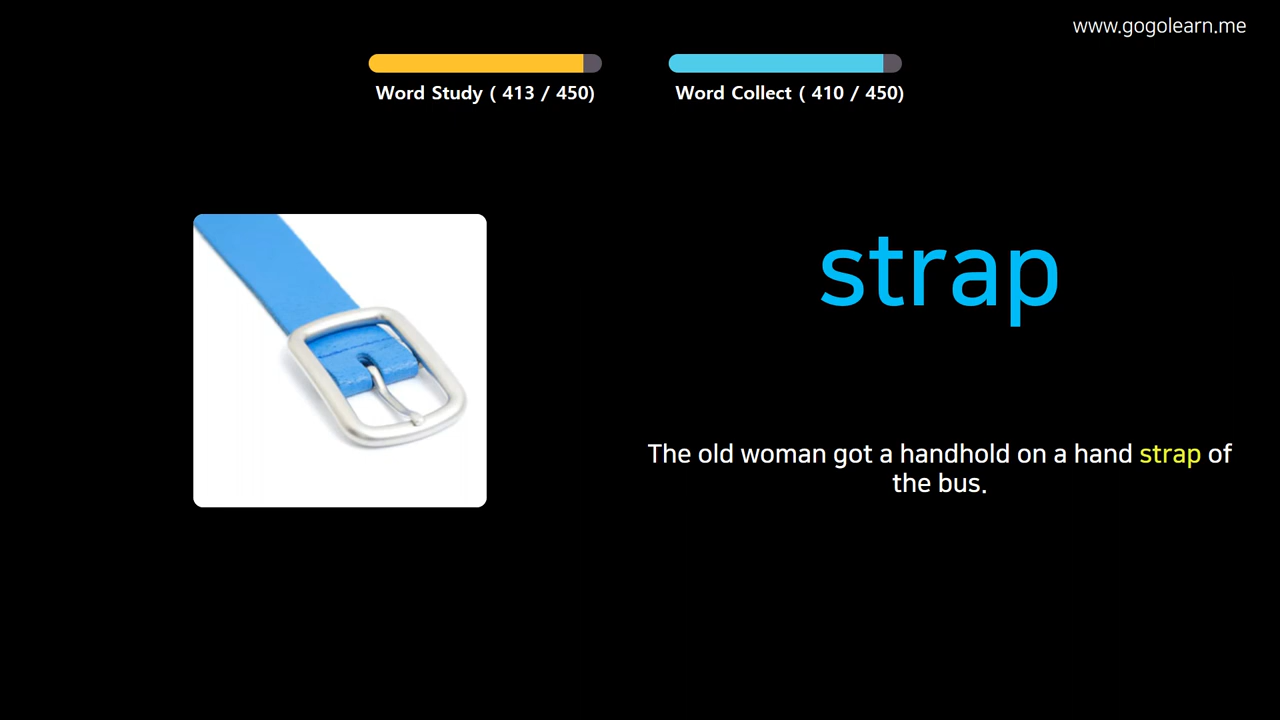 www.gogolearn.me
Word Study ( 413 / 450)
Word Collect ( 410 / 450)
strap
The old woman got a handhold on a hand strap of
the bus.